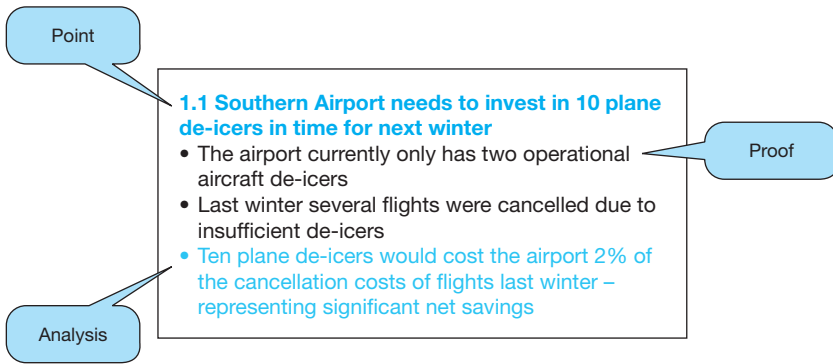 Point
1.1 Southern Airport needs to invest in 10 plane
de-icers in time for next winter
• The airport currently only has two operational
aircraft de-icers
Proof
• Last winter several flights were cancelled due to
insufficient de-icers
• Ten plane de-icers would cost the airport 2% of
the cancellation costs of flights last winter –
representing significant net savings
Analysis